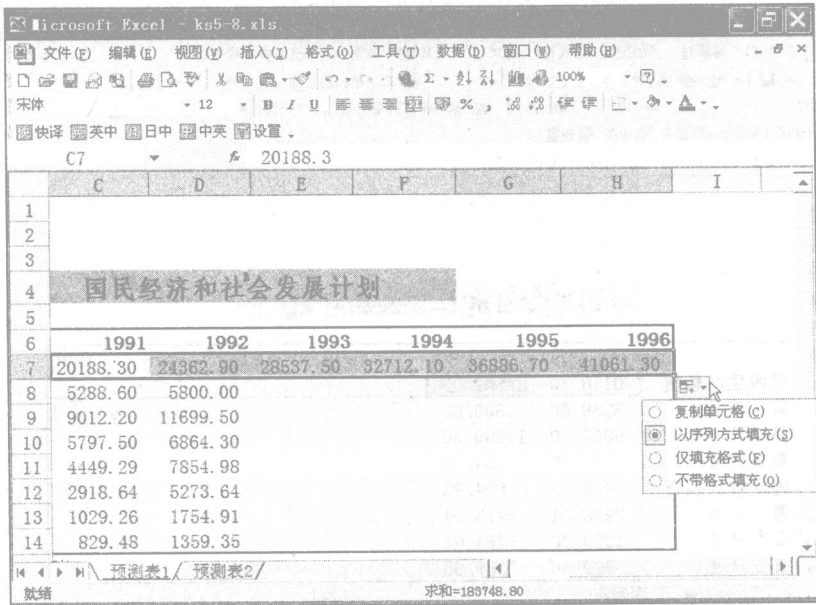 Microsoft Excel - ks5-8.xls
文件(F) 编辑(E) 视图(V) 插入(I) 格式(O) 工具(T) 数据(D) 窗口(W) 帮助(H)
100%
宋体 12 B I U
快译 英中 日中 中英 设置
C7 fx 20188.3
C D E F G H I
1
2
3
4 国民经济和社会发展计划
5
6 1991 1992 1993 1994 1995 1996
7 20188.30 24362.90 28537.50 32712.10 36886.70 41061.30
8 5288.60 5800.00
复制单元格(C)
9 9012.20 11699.50
以序列方式填充(S)
10 5797.50 6864.30
仅填充格式(F)
11 4449.29 7854.98
不带格式填充(O)
12 2918.64 5273.64
13 1029.26 1754.91
14 829.48 1359.35
预测表1 / 预测表2 /
就绪 求和=183748.80